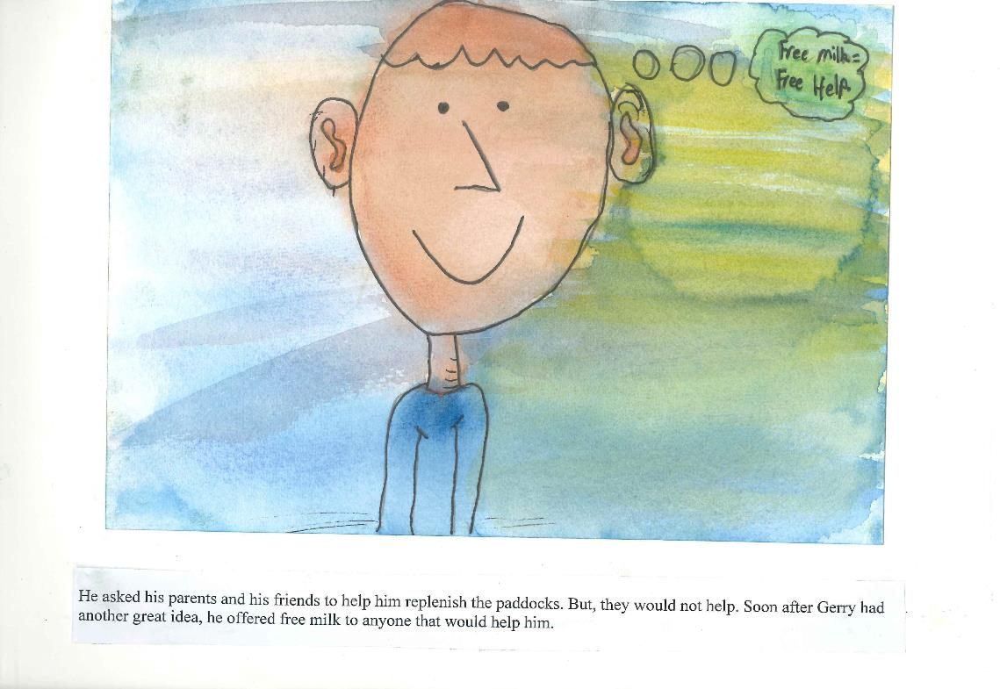 Free milk=
Free Help
He asked his parents and his friends to help him replenish the paddocks. But, they would not help. Soon after Gerry had
another great idea, he offered free milk to anyone that would help him.